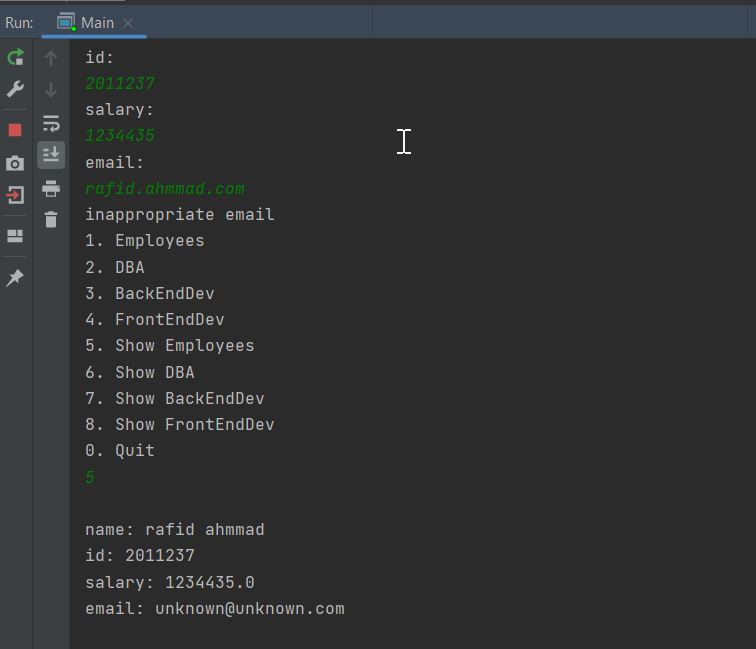 Run: Main
id:
2011237
salary:
1234435
email:
rafid.ahmmad.com
inappropriate email
1. Employees
2. DBA
3. BackEndDev
4. FrontEndDev
5. Show Employees
6. Show DBA
7. Show BackEndDev
8. Show FrontEndDev
0. Quit
5
name: rafid ahmmad
id: 2011237
salary: 1234435.0
email: unknown@unknown.com